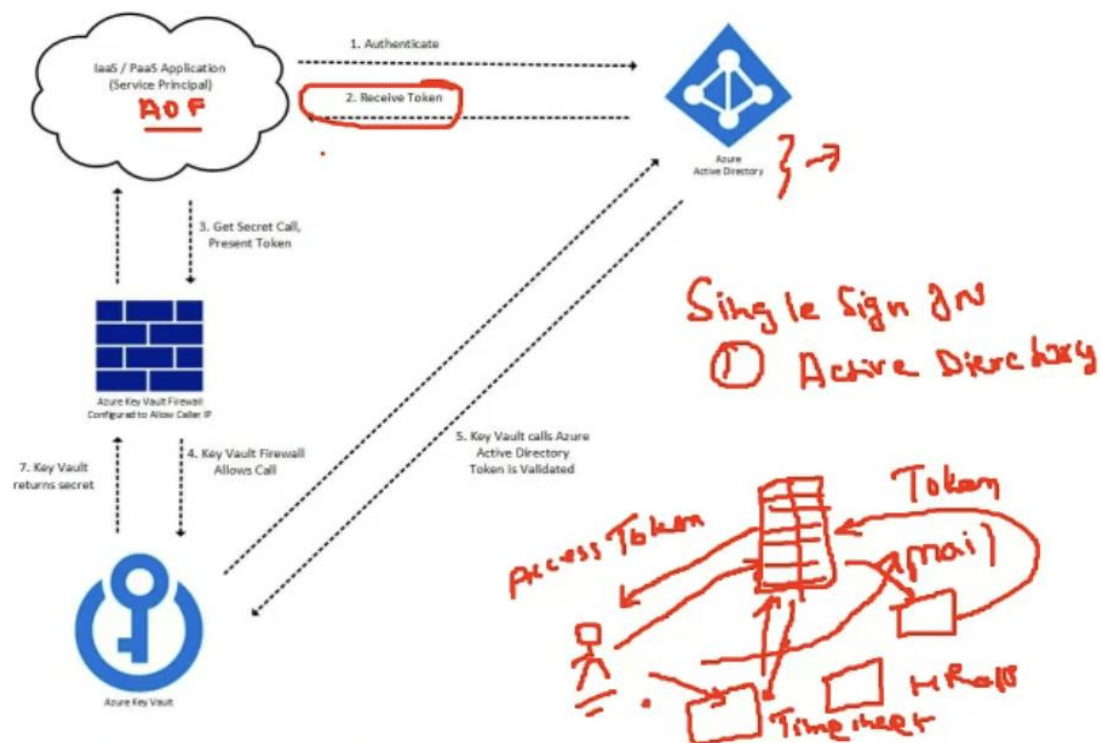 1. Authenticate
IaaS / PaaS Application
(Service Principal)
ADF
2. Receive Token
Azure
Active Directory
3. Get Secret Call,
Present Token
Single Sign On
① Active Dierctory
Azure Key Vault Firewall
Configured to Allow Caller IP
7. Key Vault
returns secret
4. Key Vault Firewall
Allows Call
5. Key Vault calls Azure
Active Directory
Token is Validated
Token
Access Token
Gmail
Timesheet
Azure Key Vault